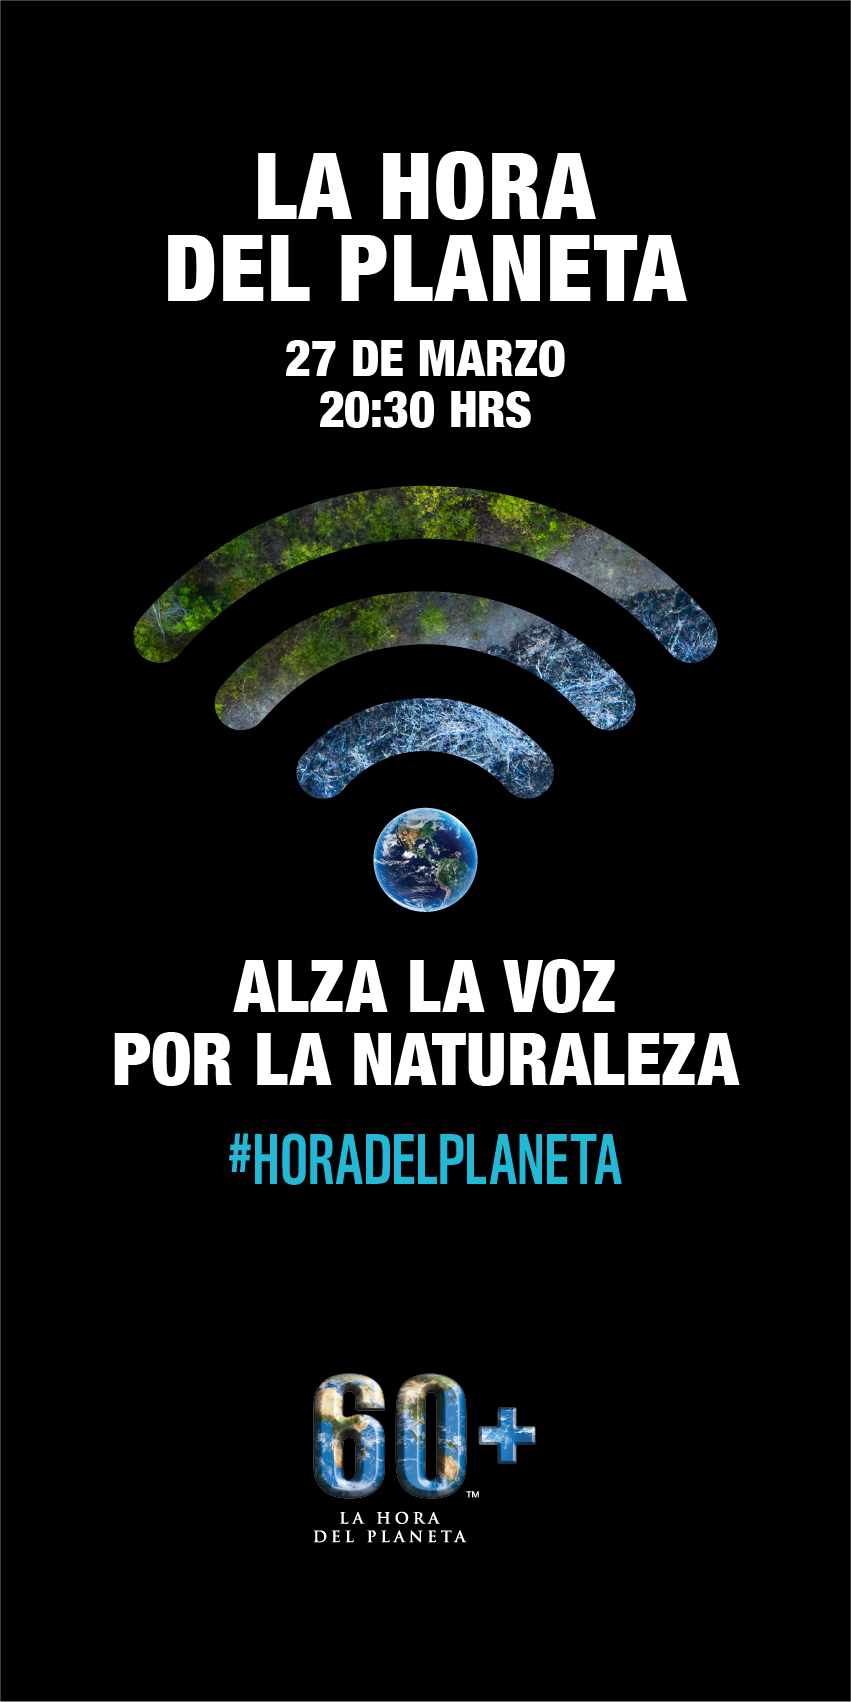 LA HORA
DEL PLANETA
27 DE MARZO
20:30 HRS
ALZA LA VOZ
POR LA NATURALEZA
#HORADELPLANETA
60+
™
LA HORA
DEL PLANETA